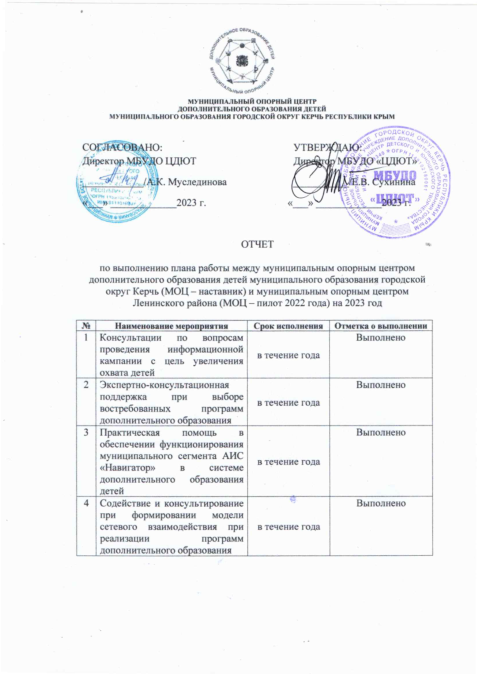 МУНИЦИПАЛЬНЫЙ ОПОРНЫЙ ЦЕНТР
ДОПОЛНИТЕЛЬНОГО ОБРАЗОВАНИЯ ДЕТЕЙ
МУНИЦИПАЛЬНОГО ОБРАЗОВАНИЯ ГОРОДСКОЙ ОКРУГ КЕРЧЬ РЕСПУБЛИКИ КРЫМ
СОГЛАСОВАНО:
Директор МБУДО ЦДЮТ
/А.К. Муслединова
«___»____________2023 г.
УТВЕРЖДАЮ:
Директор МБУДО «ЦДЮТ»
/Е.В. Сухинина
«___»____________2023 г.
МБУДО
«ЦДЮТ»
ОТЧЕТ
по выполнению плана работы между муниципальным опорным центром
дополнительного образования детей муниципального образования городской
округ Керчь (МОЦ – наставник) и муниципальным опорным центром
Ленинского района (МОЦ – пилот 2022 года) на 2023 год
№ Наименование мероприятия Срок исполнения Отметка о выполнении
1 Консультации по вопросам
проведения информационной
кампании с цель увеличения
охвата детей
в течение года
Выполнено
2 Экспертно-консультационная
поддержка при выборе
востребованных программ
дополнительного образования
в течение года
Выполнено
3 Практическая помощь в
обеспечении функционирования
муниципального сегмента АИС
«Навигатор» в системе
дополнительного образования
детей
в течение года
Выполнено
4 Содействие и консультирование
при формировании модели
сетевого взаимодействия при
реализации программ
дополнительного образования
в течение года
Выполнено